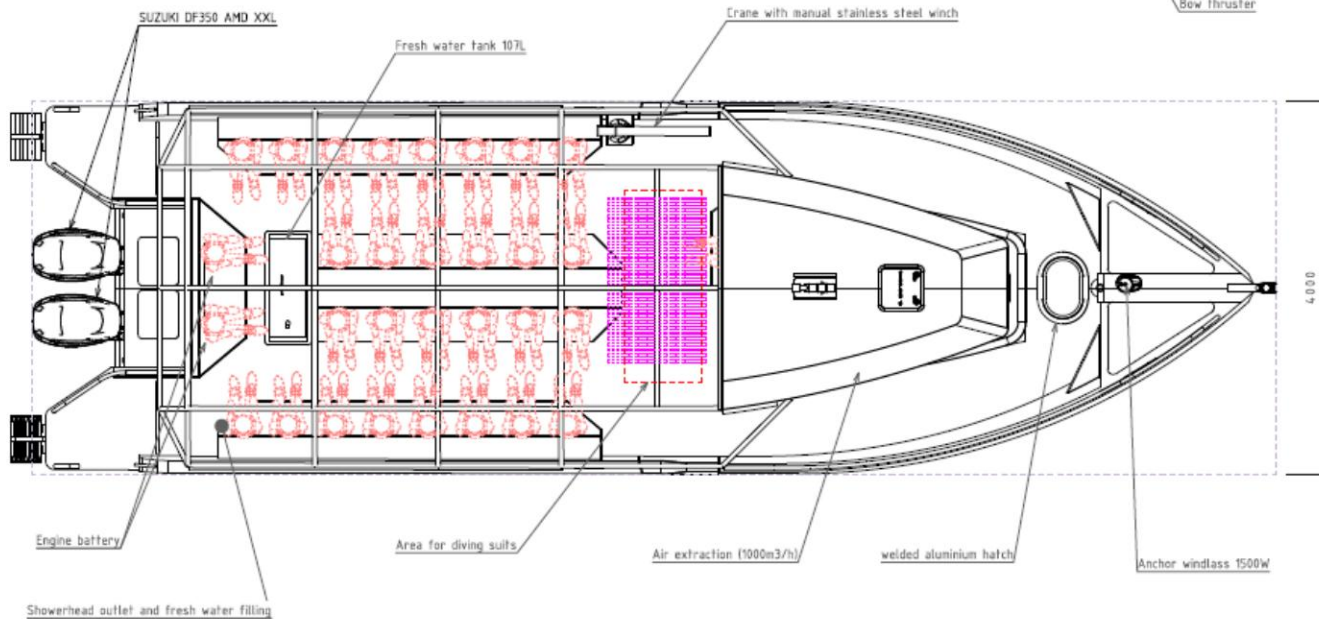 Bow thruster
Crane with manual stainless steel winch
SUZUKI DF350 AMD XXL
Fresh water tank 107L
4000
Engine battery
Area for diving suits
Air extraction (1000m3/h)
welded aluminium hatch
Anchor windlass 1500W
Showerhead outlet and fresh water filling